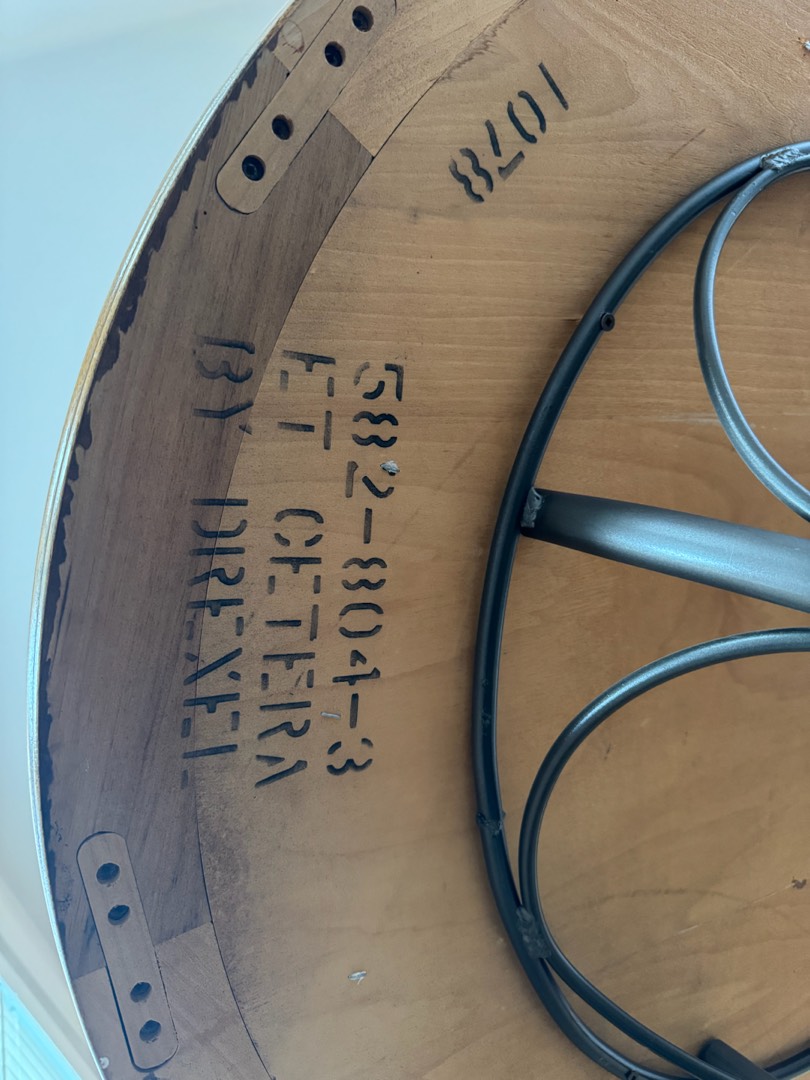 1078
582-804-3
ET CETERA
BY DREXEL